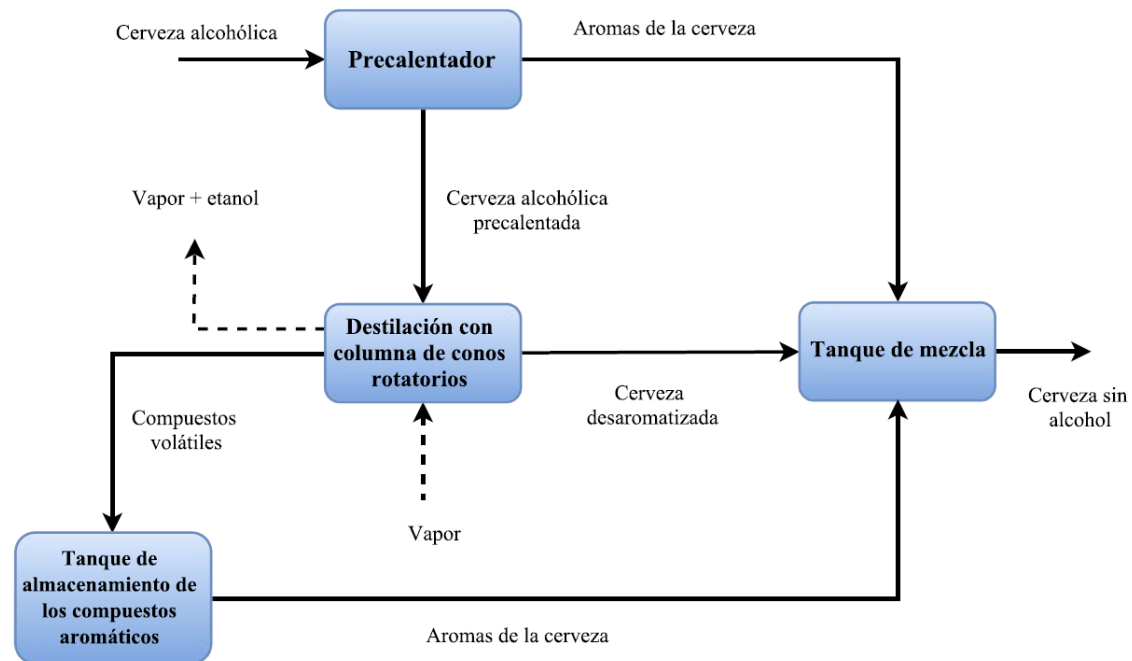 Cerveza alcohólica
Precalentador
Aromas de la cerveza
Vapor + etanol
Cerveza alcohólica
precalentada
Destilación con
columna de conos
rotatorios
Tanque de mezcla
Cerveza
desaromatizada
Cerveza sin
alcohol
Compuestos
volátiles
Vapor
Tanque de
almacenamiento de
los compuestos
aromáticos
Aromas de la cerveza